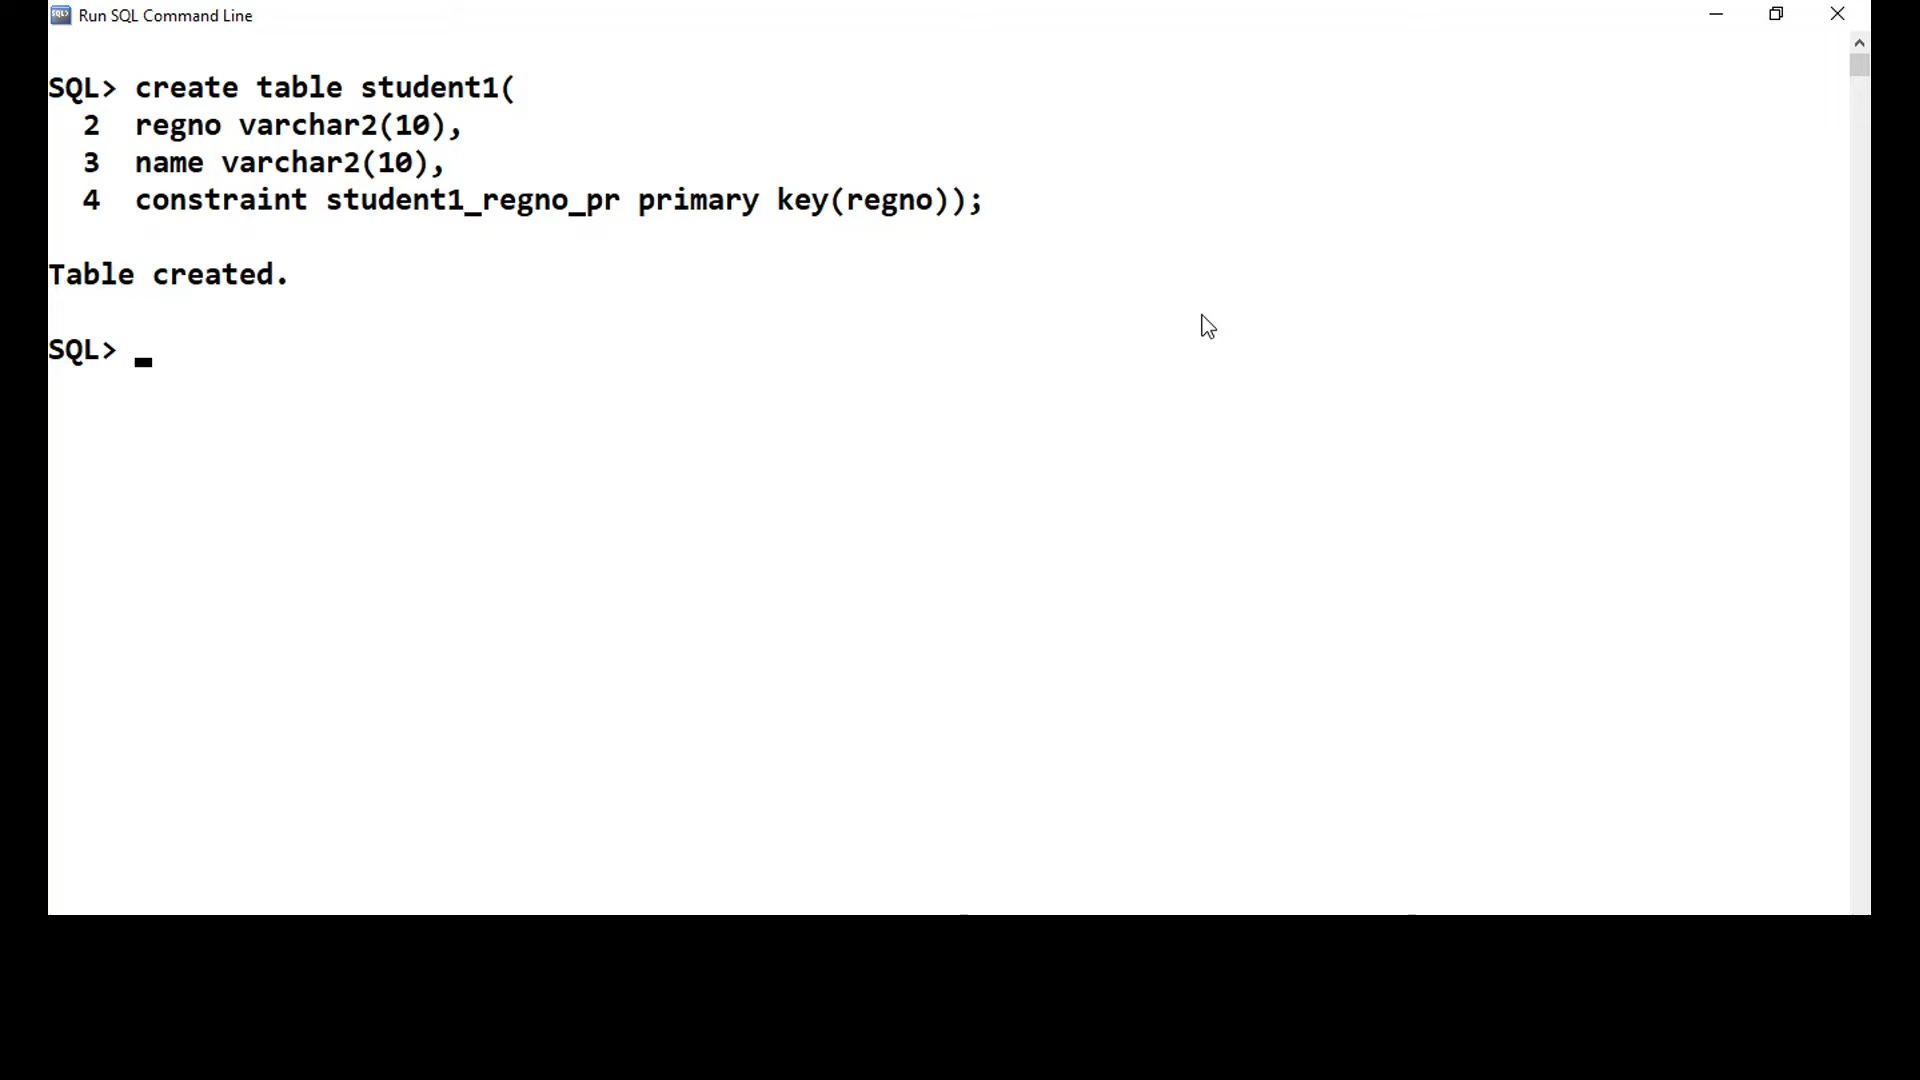 Run SQL Command Line
SQL> create table student1(
  2  regno varchar2(10),
  3  name varchar2(10),
  4  constraint student1_regno_pr primary key(regno));
Table created.
SQL> _